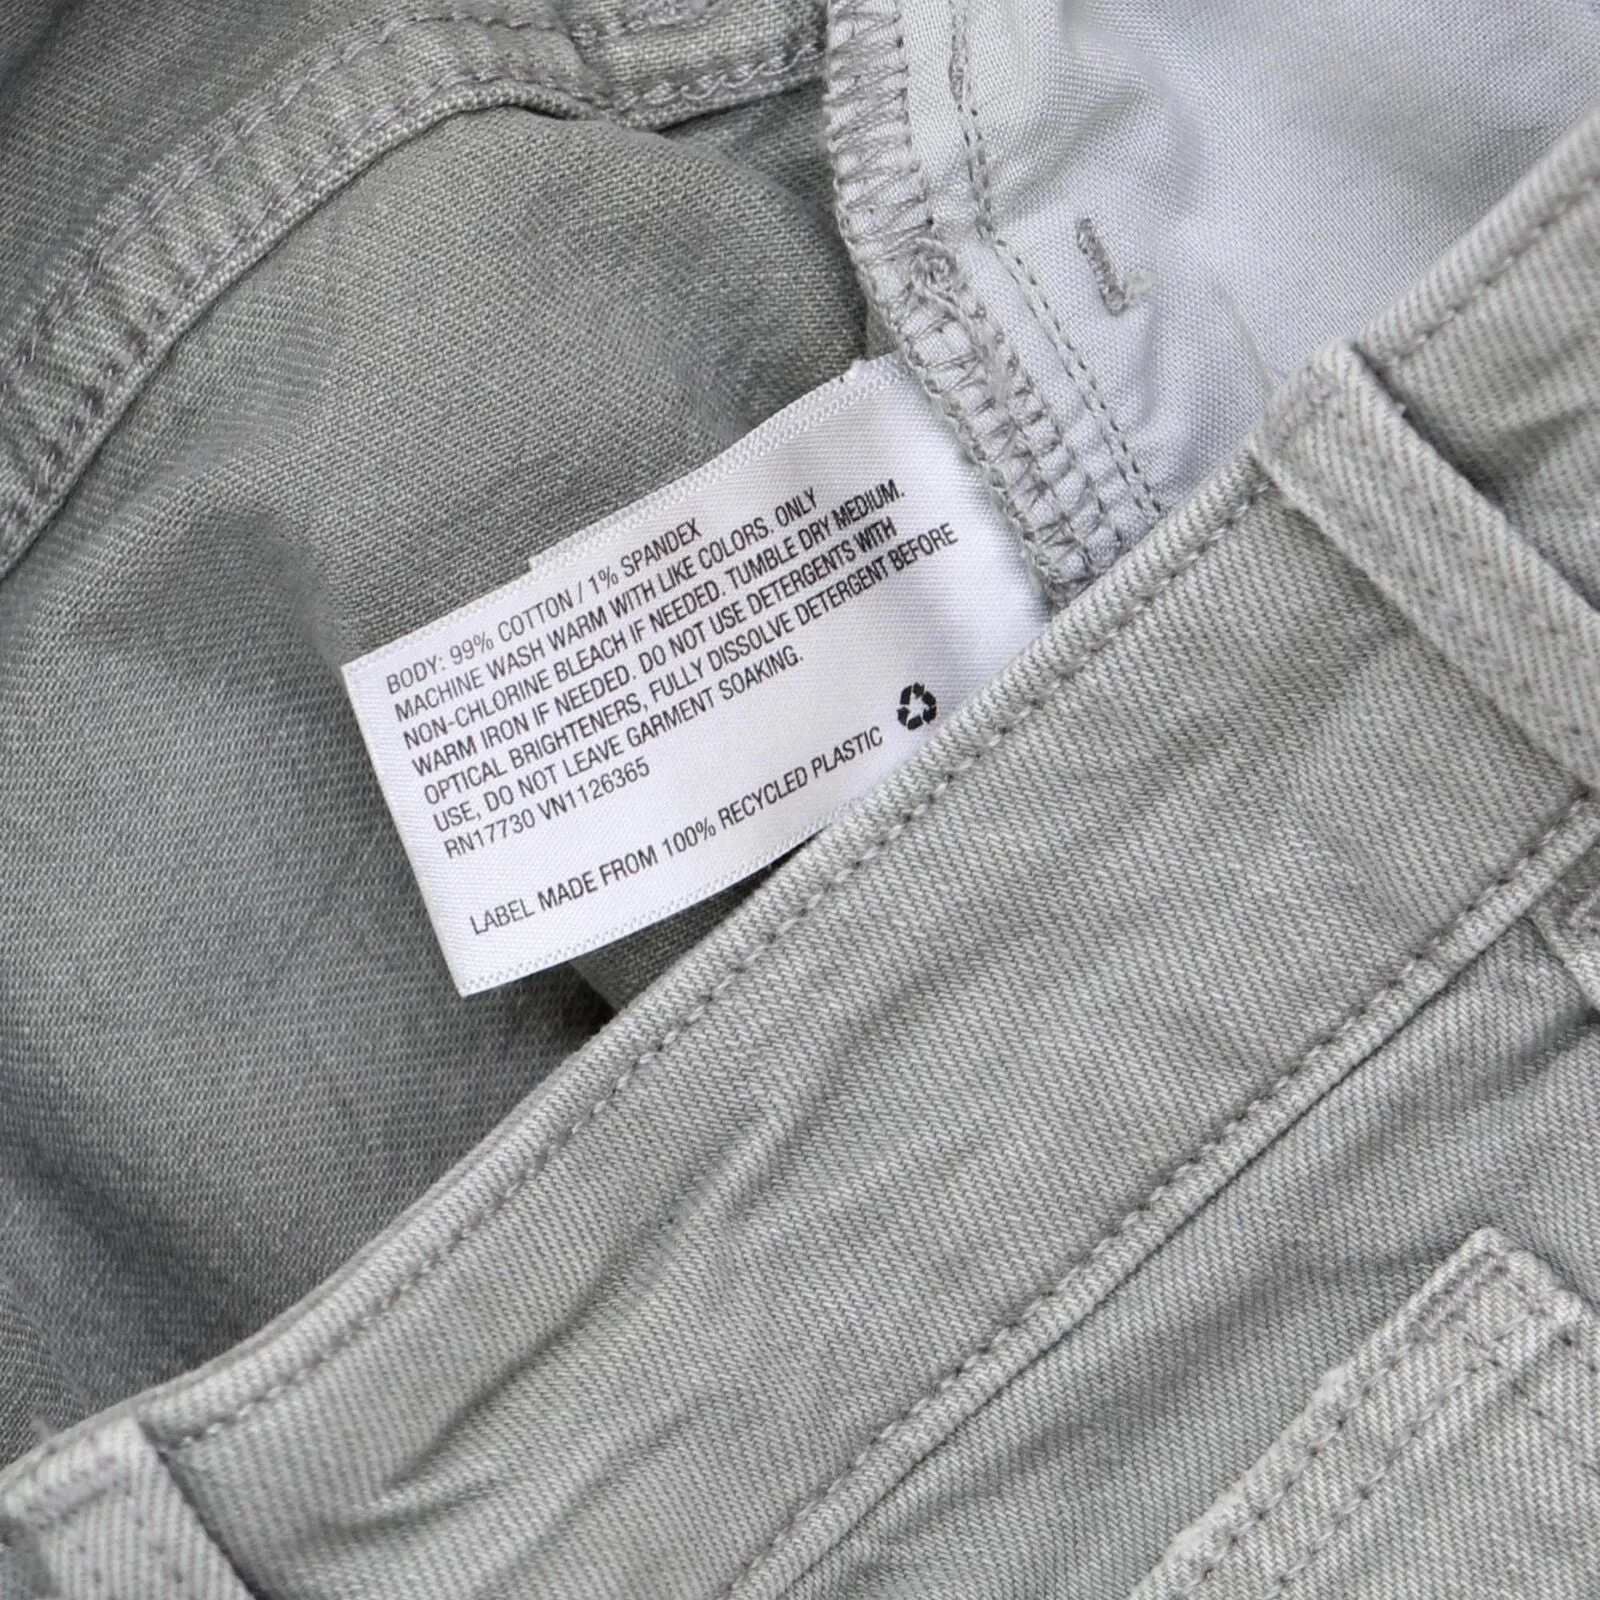 BODY: 99% COTTON / 1% SPANDEX
MACHINE WASH WARM WITH LIKE COLORS. ONLY
NON-CHLORINE BLEACH IF NEEDED. TUMBLE DRY MEDIUM.
WARM IRON IF NEEDED. DO NOT USE DETERGENTS WITH
OPTICAL BRIGHTENERS, FULLY DISSOLVE DETERGENT BEFORE
USE, DO NOT LEAVE GARMENT SOAKING.
RN17730 VN1126365
LABEL MADE FROM 100% RECYCLED PLASTIC